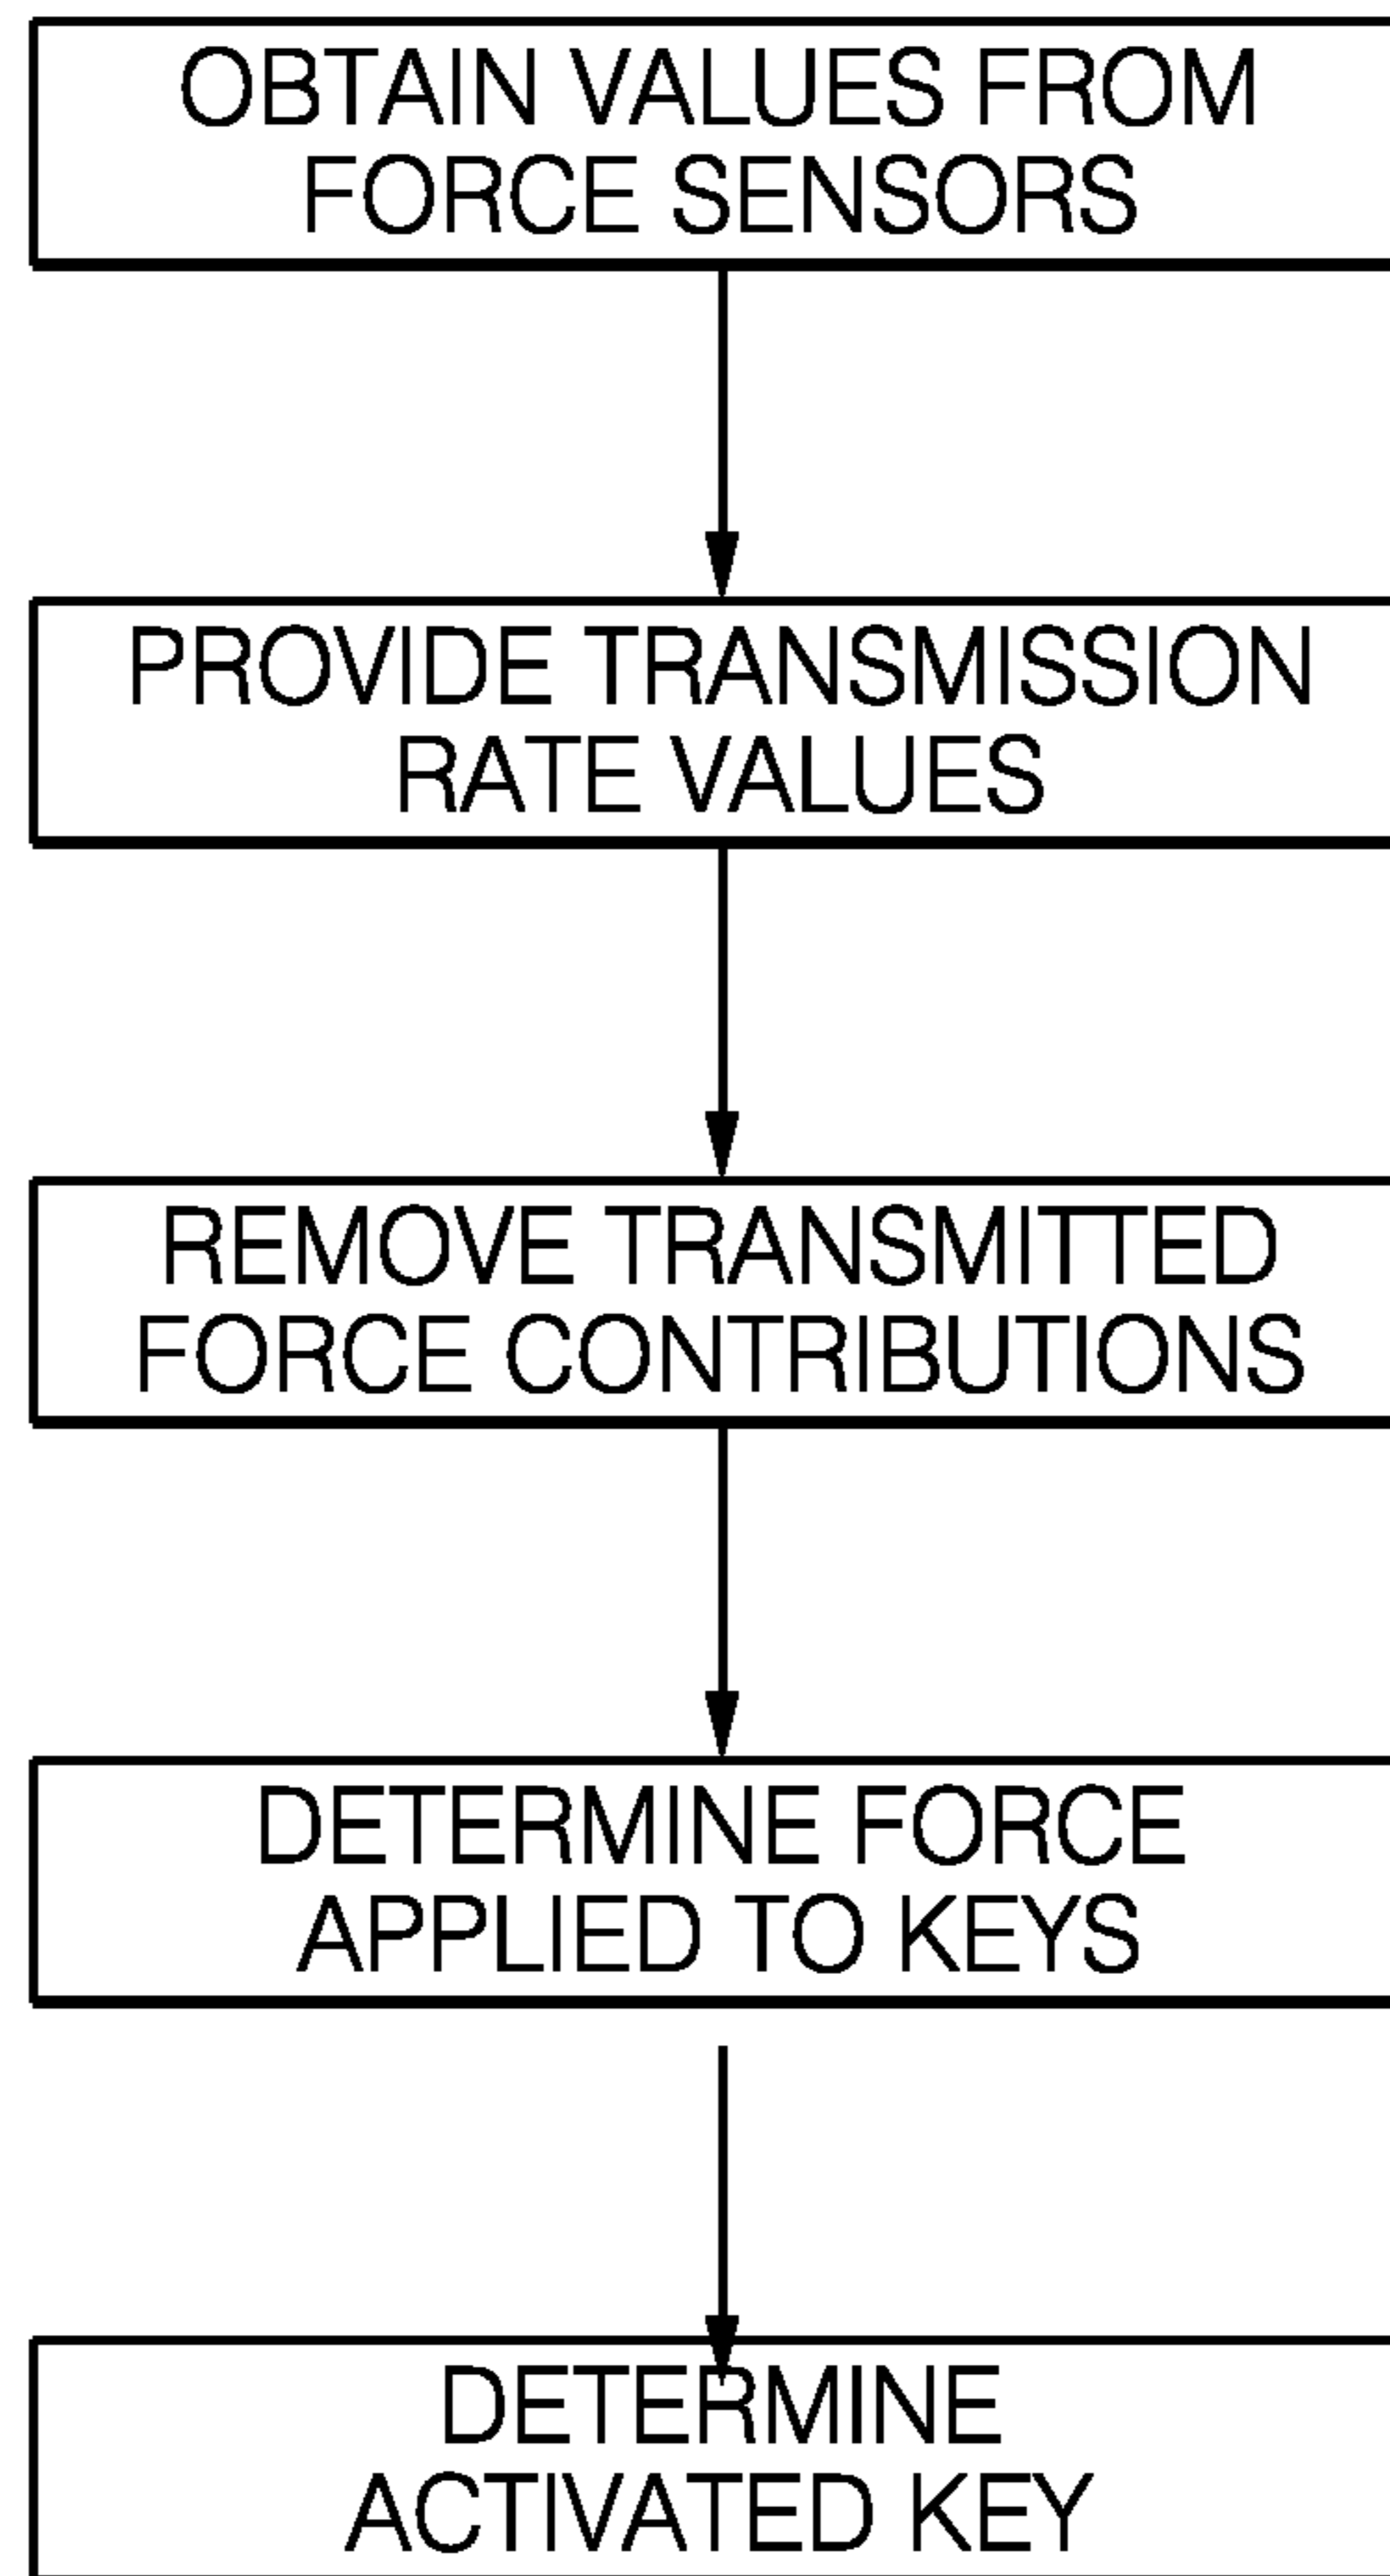 OBTAIN VALUES FROM
FORCE SENSORS
PROVIDE TRANSMISSION
RATE VALUES
REMOVE TRANSMITTED
FORCE CONTRIBUTIONS
DETERMINE FORCE
APPLIED TO KEYS
DETERMINE
ACTIVATED KEY